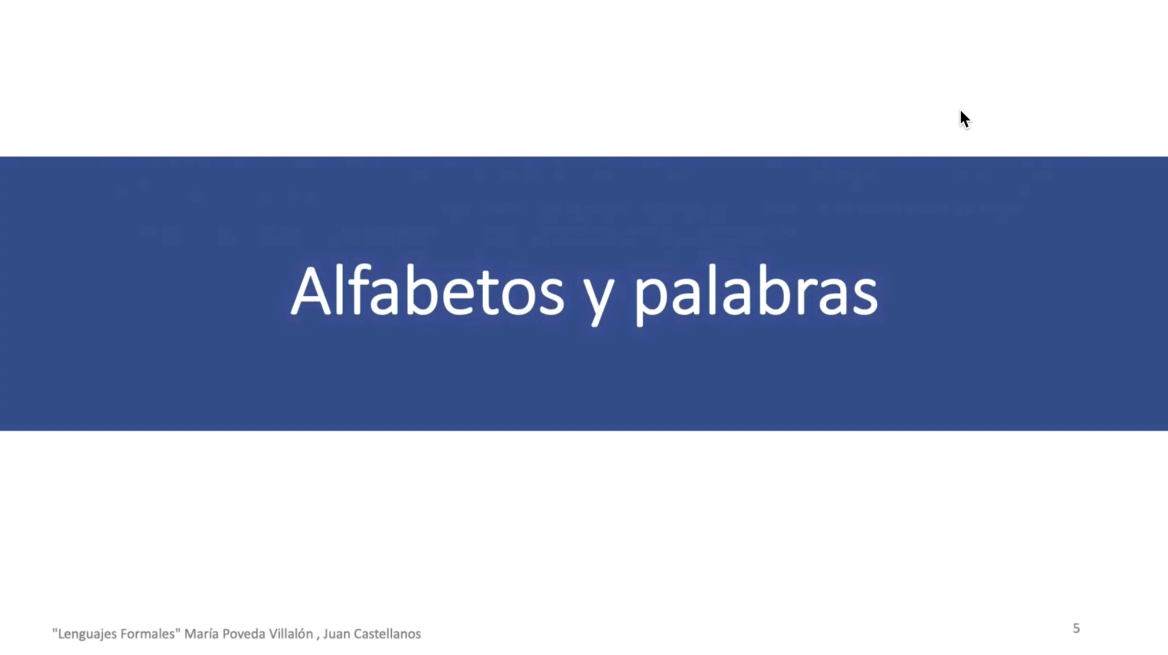 Alfabetos y palabras
"Lenguajes Formales" María Poveda Villalón , Juan Castellanos
5